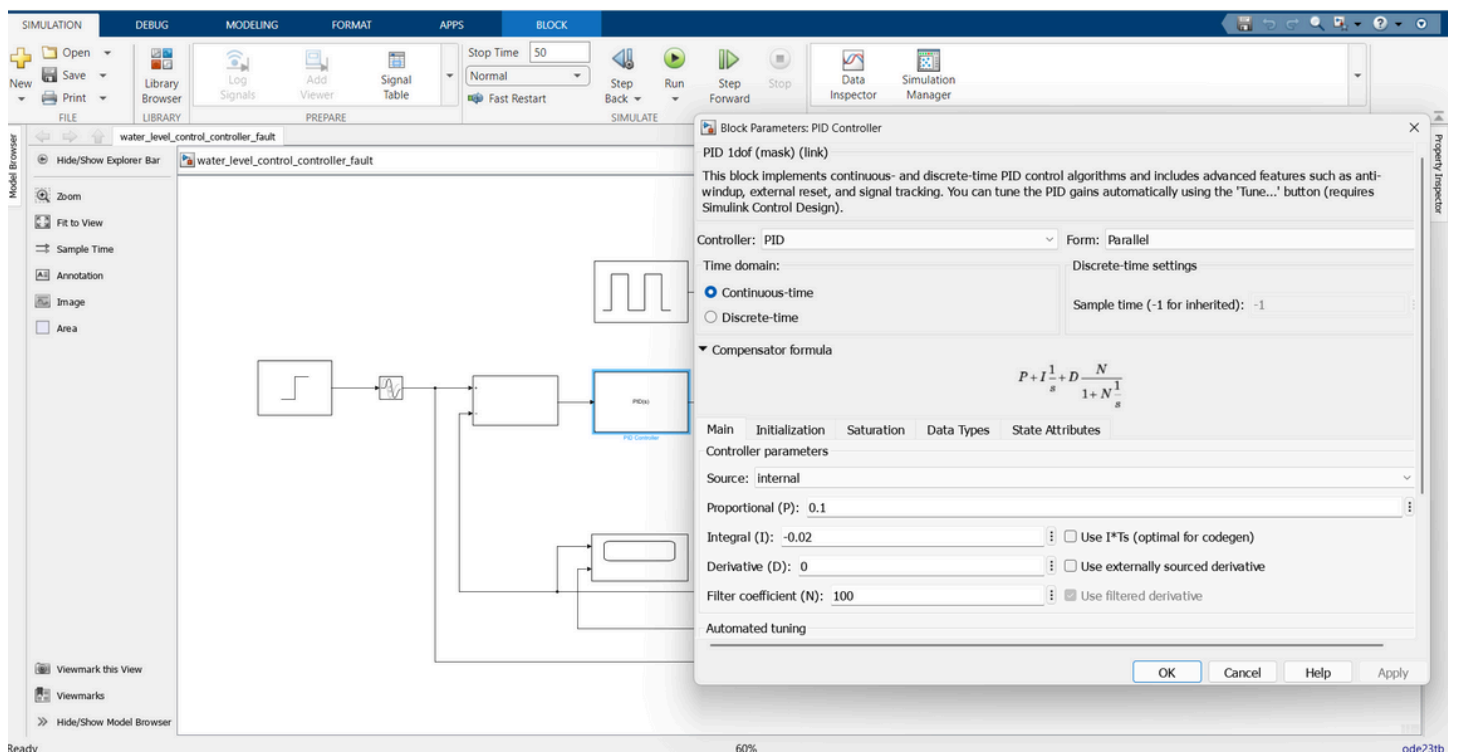 SIMULATION DEBUG MODELING FORMAT APPS BLOCK
New
Open
Save
Print
FILE
Library
Browser
LIBRARY
Log
Signals
Add
Viewer
Signal
Table
PREPARE
Stop Time 50
Normal
Fast Restart
Step
Back
Run
Step
Forward
Stop
SIMULATE
Data
Inspector
Simulation
Manager
Model Browser
water_level_control_controller_fault
Hide/Show Explorer Bar
water_level_control_controller_fault
Zoom
Fit to View
Sample Time
Annotation
Image
Area
Viewmark this View
Viewmarks
Hide/Show Model Browser
PID(s)
PID Controller
Block Parameters: PID Controller
PID 1dof (mask) (link)
This block implements continuous- and discrete-time PID control algorithms and includes advanced features such as anti-
windup, external reset, and signal tracking. You can tune the PID gains automatically using the 'Tune...' button (requires
Simulink Control Design).
Controller: PID Form: Parallel
Time domain: Discrete-time settings
Continuous-time
Discrete-time
Sample time (-1 for inherited): -1
Compensator formula
P+I 1/s +D N/(1+N 1/s)
Main Initialization Saturation Data Types State Attributes
Controller parameters
Source: internal
Proportional (P): 0.1
Integral (I): -0.02 Use I*Ts (optimal for codegen)
Derivative (D): 0 Use externally sourced derivative
Filter coefficient (N): 100 Use filtered derivative
Automated tuning
OK Cancel Help Apply
Property Inspector
Ready 60% ode23tb